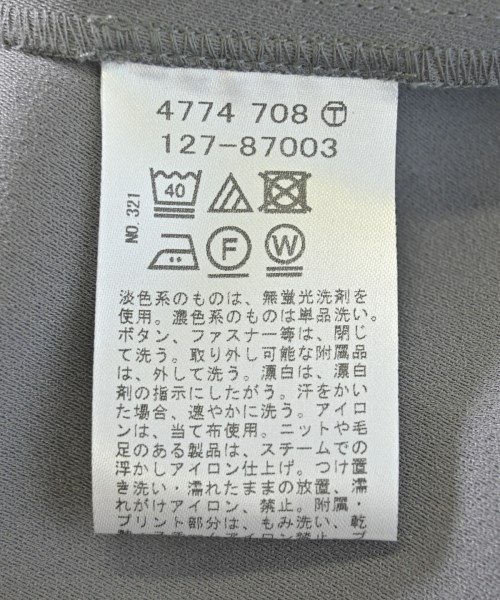 4774 708 Ⓣ
127-87003
NO.321
40
F
W
淡色系のものは、無蛍光洗剤を
使用。濃色系のものは単品洗い。
ボタン、ファスナー等は、閉じ
て洗う。取り外し可能な附属品
は、外して洗う。漂白は、漂白
剤の指示にしたがう。汗をかい
た場合、速やかに洗う。アイロ
ンは、当て布使用。ニットや毛
足のある製品は、スチームでの
浮かしアイロン仕上げ。つけ置
き洗い・濡れたままの放置、濡
れがけアイロン、禁止。附属・
プリント部分は、もみ洗い、乾